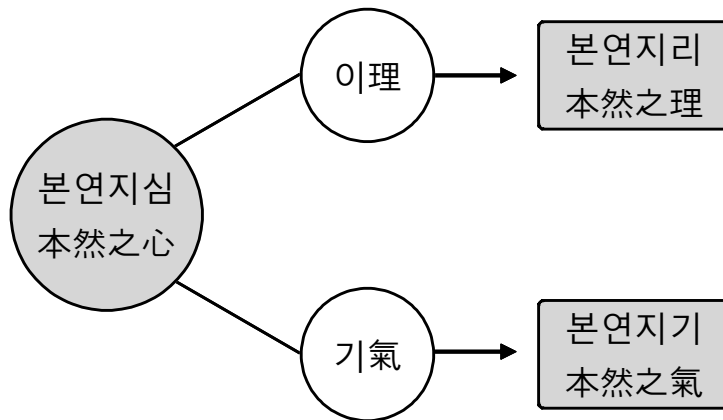 이理
본연지리
本然之理
본연지심
本然之心
기氣
본연지기
本然之氣